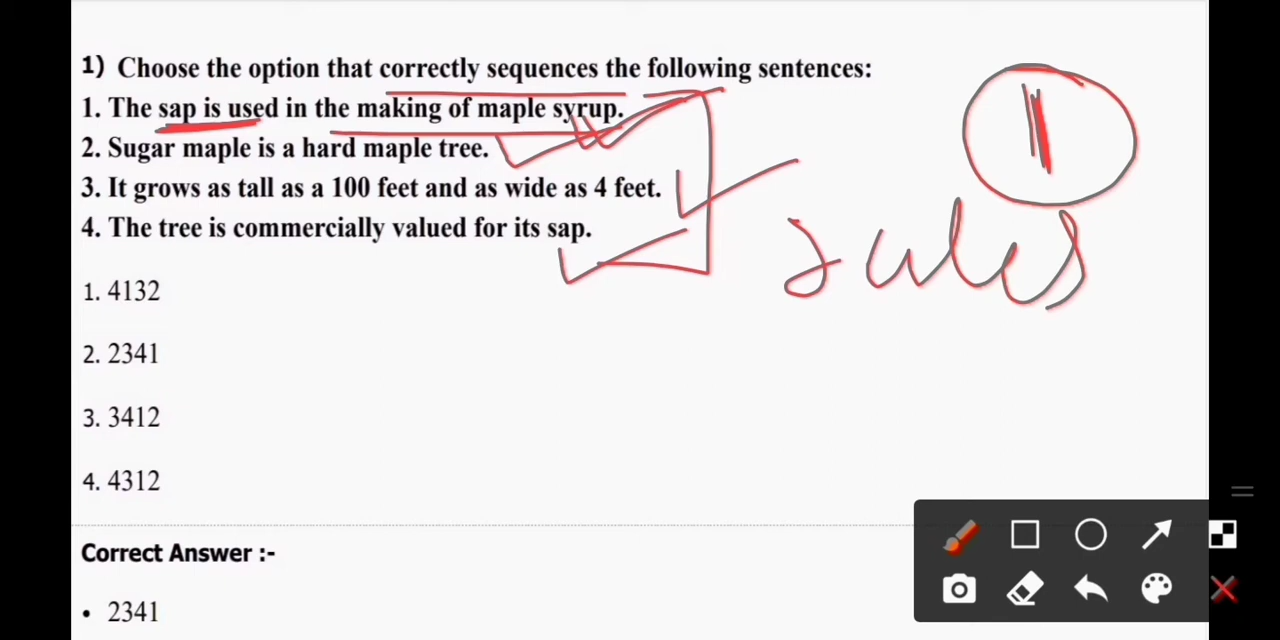 1) Choose the option that correctly sequences the following sentences:
1. The sap is used in the making of maple syrup.
2. Sugar maple is a hard maple tree.
3. It grows as tall as a 100 feet and as wide as 4 feet.
4. The tree is commercially valued for its sap.
rules
1. 4132
2. 2341
3. 3412
4. 4312
Correct Answer :-
• 2341